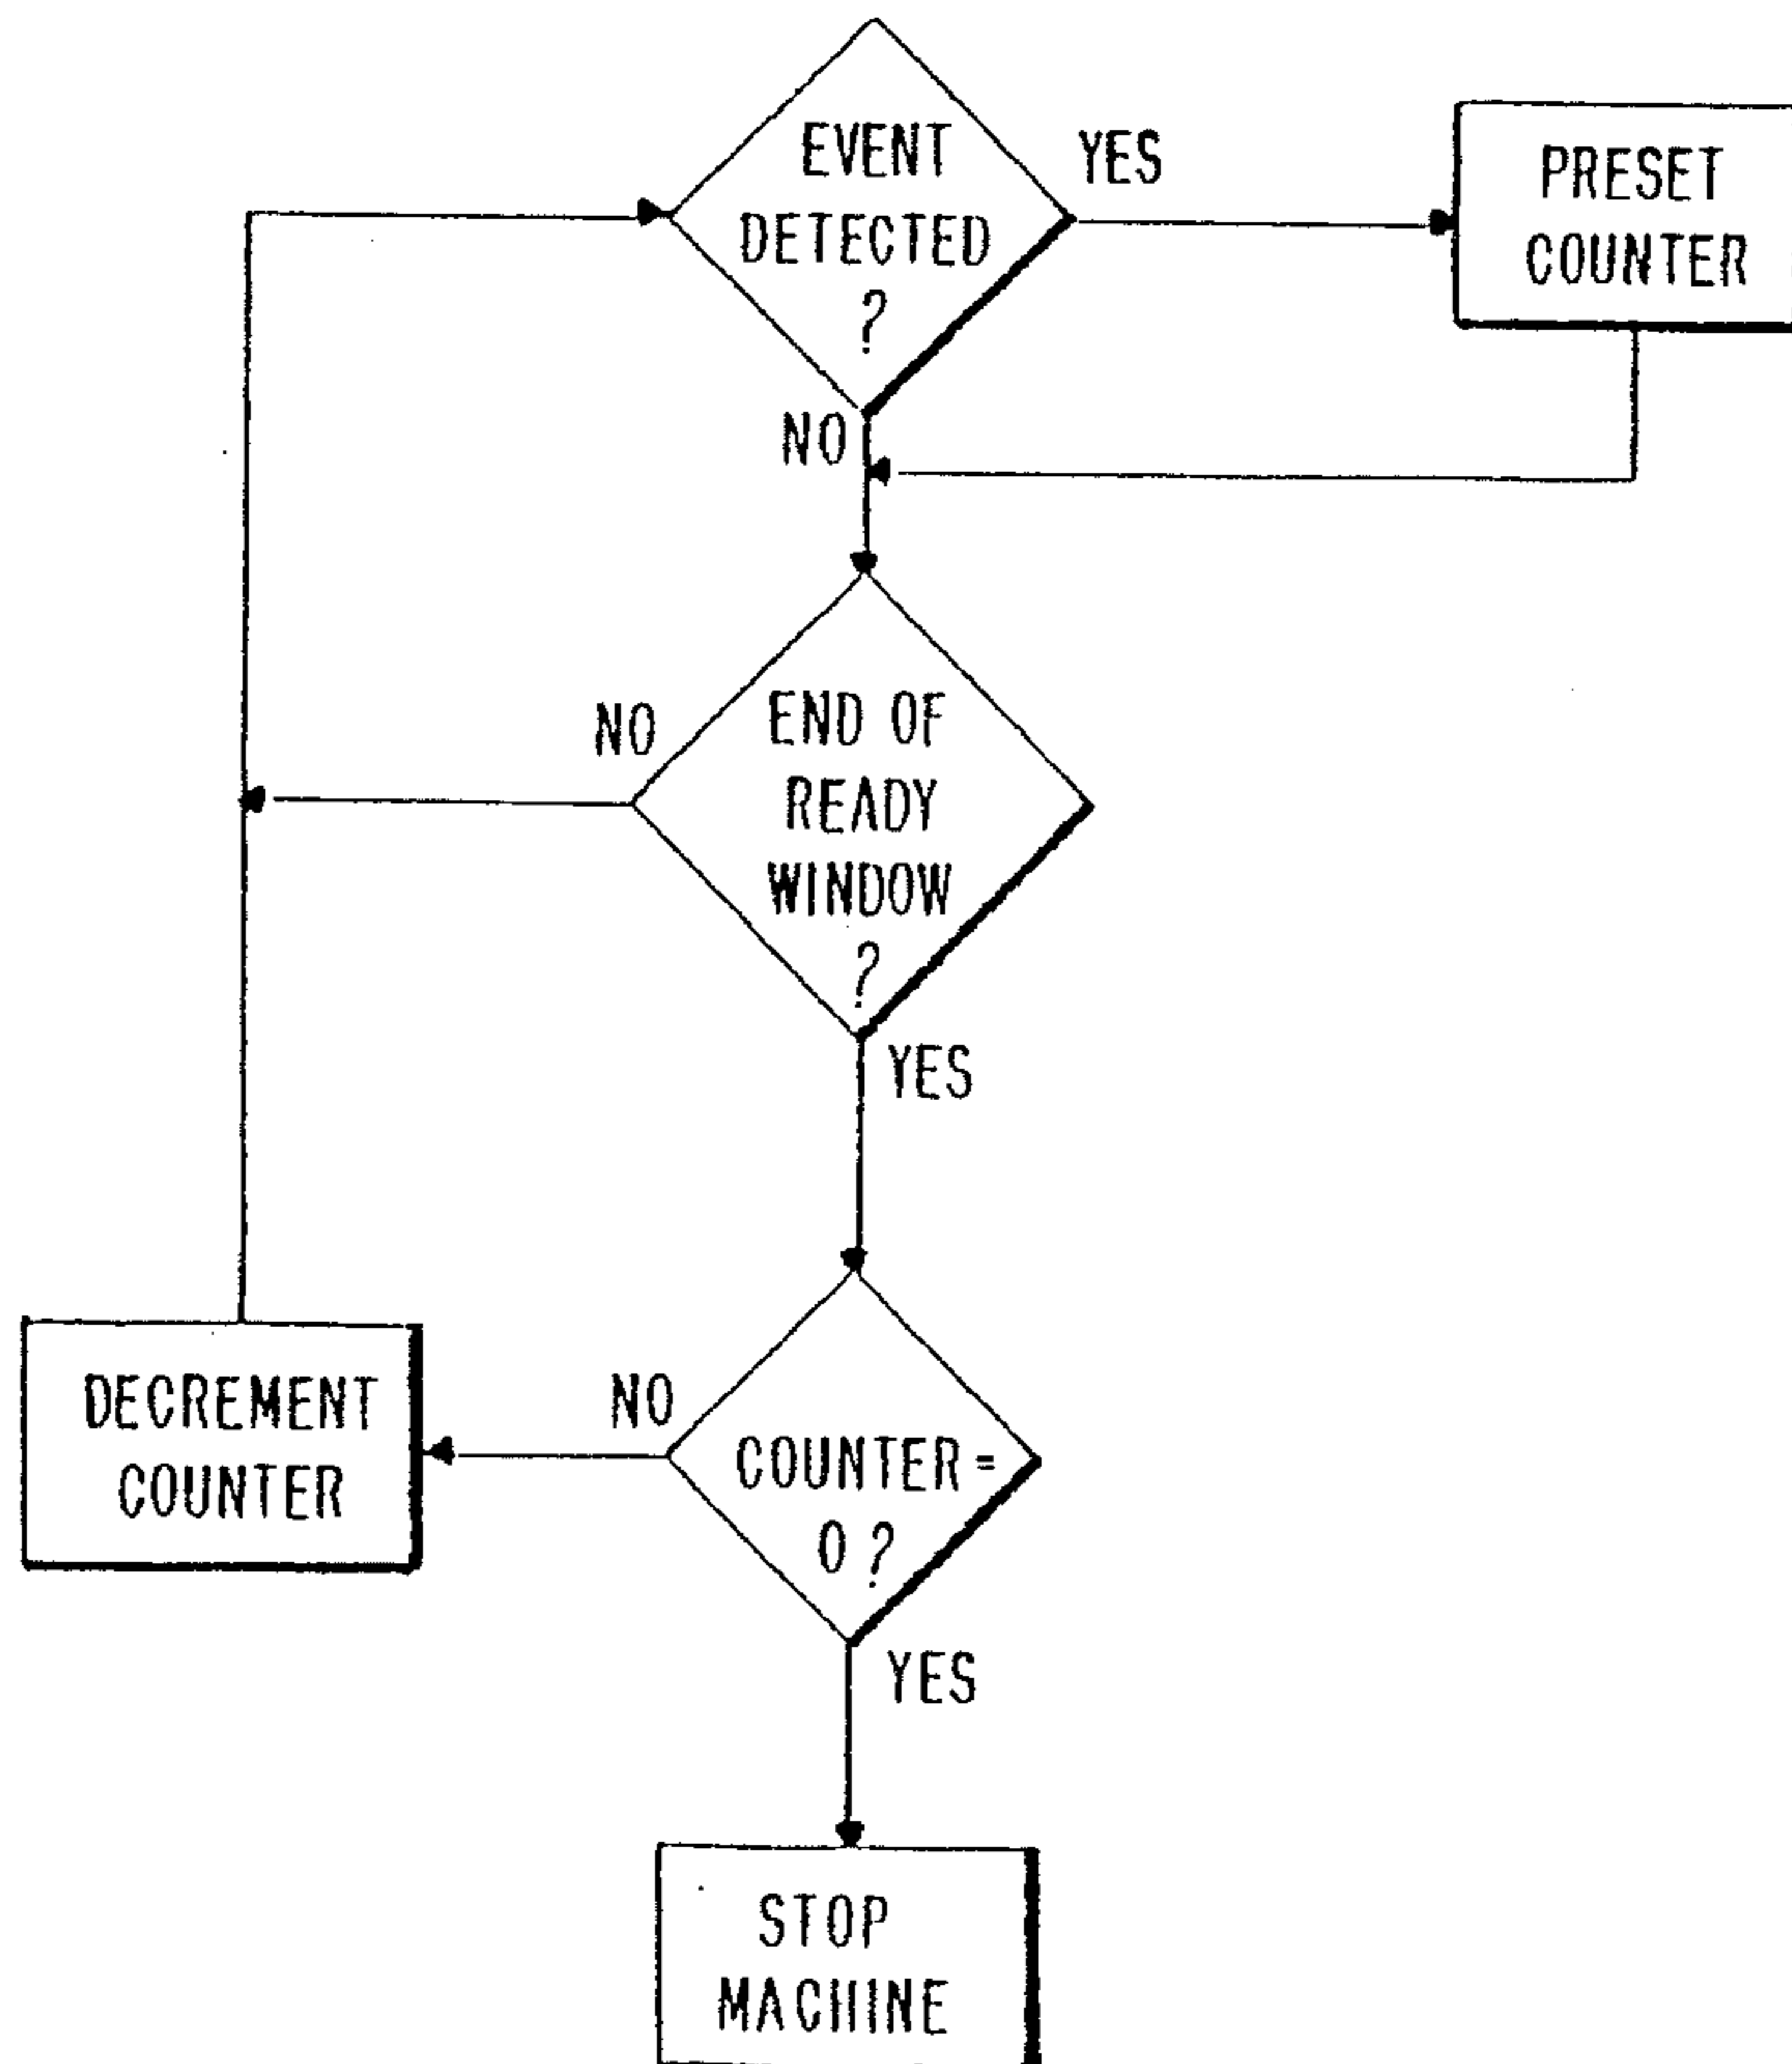 EVENT
DETECTED
?
YES
PRESET
COUNTER
NO
END OF
READY
WINDOW
?
NO
YES
COUNTER =
0 ?
NO
DECREMENT
COUNTER
YES
STOP
MACHINE